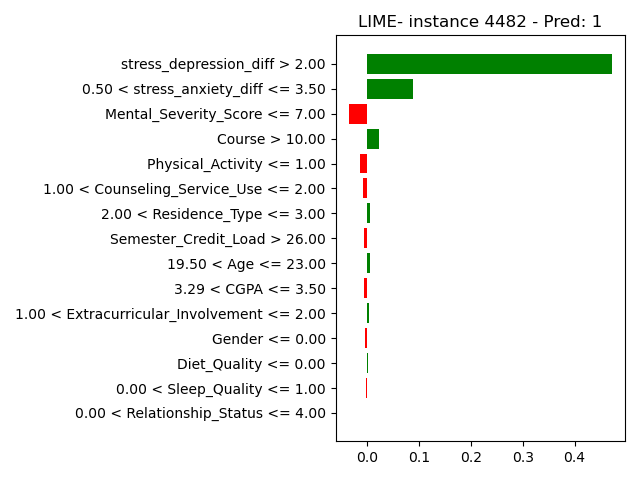 LIME- instance 4482 - Pred: 1
stress_depression_diff > 2.00
0.50 < stress_anxiety_diff <= 3.50
Mental_Severity_Score <= 7.00
Course > 10.00
Physical_Activity <= 1.00
1.00 < Counseling_Service_Use <= 2.00
2.00 < Residence_Type <= 3.00
Semester_Credit_Load > 26.00
19.50 < Age <= 23.00
3.29 < CGPA <= 3.50
1.00 < Extracurricular_Involvement <= 2.00
Gender <= 0.00
Diet_Quality <= 0.00
0.00 < Sleep_Quality <= 1.00
0.00 < Relationship_Status <= 4.00
0.0 0.1 0.2 0.3 0.4